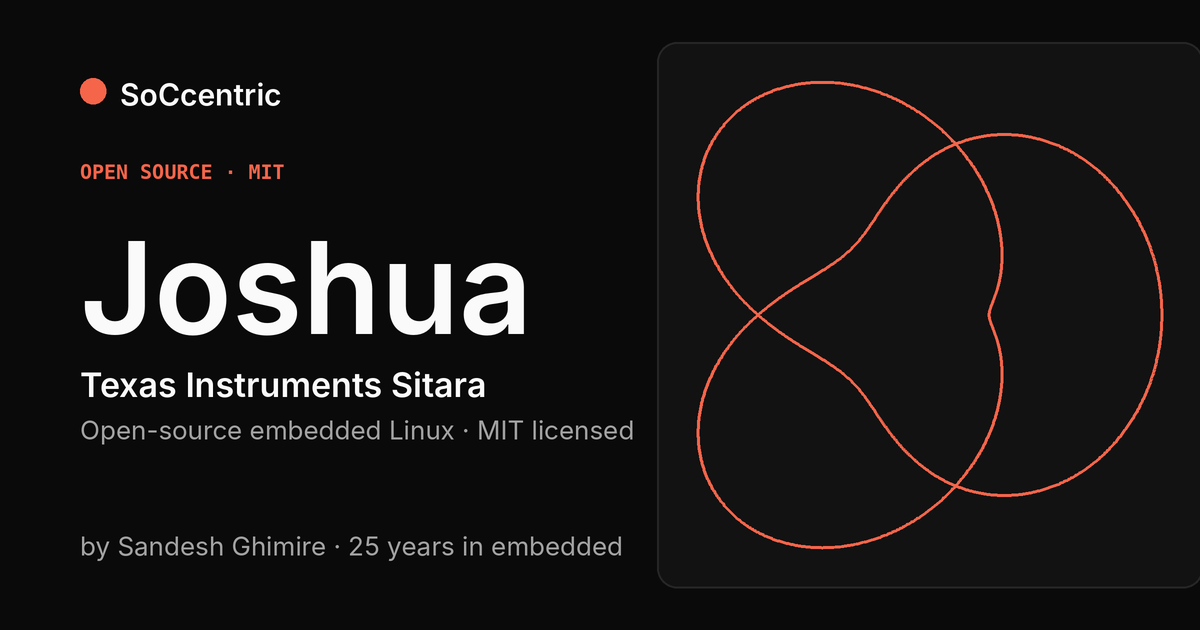 SoCcentric
OPEN SOURCE · MIT
Joshua
Texas Instruments Sitara
Open-source embedded Linux · MIT licensed
by Sandesh Ghimire · 25 years in embedded